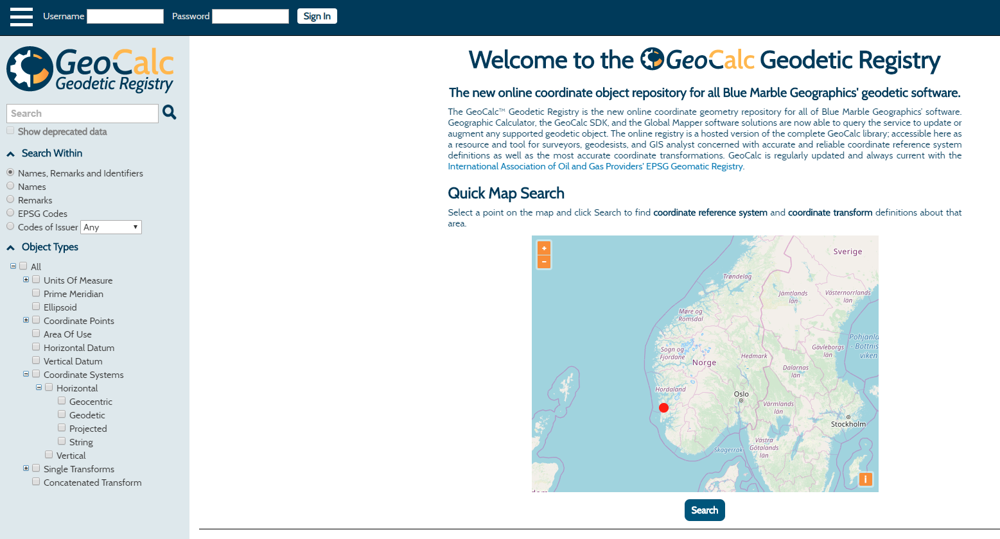 Username
Password
Sign In
GeoCalc
Geodetic Registry
Search
Show deprecated data
Search Within
Names, Remarks and Identifiers
Names
Remarks
EPSG Codes
Codes of Issuer Any
Object Types
All
Units Of Measure
Prime Meridian
Ellipsoid
Coordinate Points
Area Of Use
Horizontal Datum
Vertical Datum
Coordinate Systems
Horizontal
Geocentric
Geodetic
Projected
String
Vertical
Single Transforms
Concatenated Transform
Welcome to the GeoCalc Geodetic Registry
The new online coordinate object repository for all Blue Marble Geographics' geodetic software.
The GeoCalc™ Geodetic Registry is the new online coordinate geometry repository for all of Blue Marble Geographics' software.
Geographic Calculator, the GeoCalc SDK, and the Global Mapper software solutions are now able to query the service to update or
augment any supported geodetic object. The online registry is a hosted version of the complete GeoCalc library; accessible here as
a resource and tool for surveyors, geodesists, and GIS analyst concerned with accurate and reliable coordinate reference system
definitions as well as the most accurate coordinate transformations. GeoCalc is regularly updated and always current with the
International Association of Oil and Gas Providers' EPSG Geomatic Registry.
Quick Map Search
Select a point on the map and click Search to find coordinate reference system and coordinate transform definitions about that
area.
+
−
Sverige
Trøndelag
Jämtlands
län
Västernorrlands
län
Møre og
Romsdal
Pohjanla
- Bottnis
viken
Sogn og
Fjordane
Norge
Hedmark
Gävleborgs
län
Dalarnas
län
Hordaland
Oslo
Värmlands
län
Stockholm
Västra
Götalands
län
Skagerrak
dom
i
Search